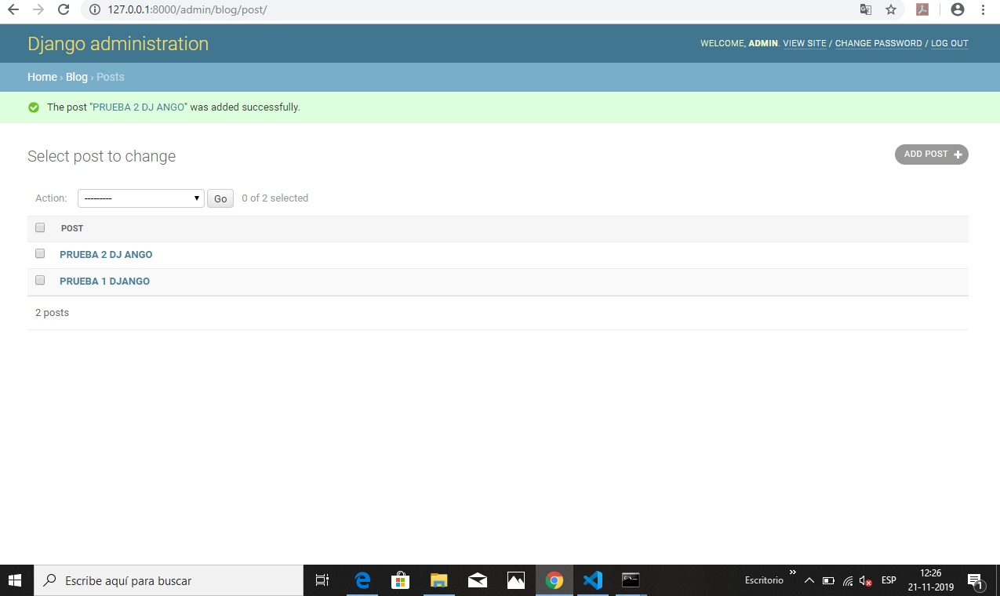 127.0.0.1:8000/admin/blog/post/
Django administration
WELCOME, ADMIN. VIEW SITE / CHANGE PASSWORD / LOG OUT
Home › Blog › Posts
The post "PRUEBA 2 DJ ANGO" was added successfully.
Select post to change
ADD POST +
Action: --------- Go 0 of 2 selected
POST
PRUEBA 2 DJ ANGO
PRUEBA 1 DJANGO
2 posts
Escribe aquí para buscar
Escritorio » ESP
12:26
21-11-2019
1